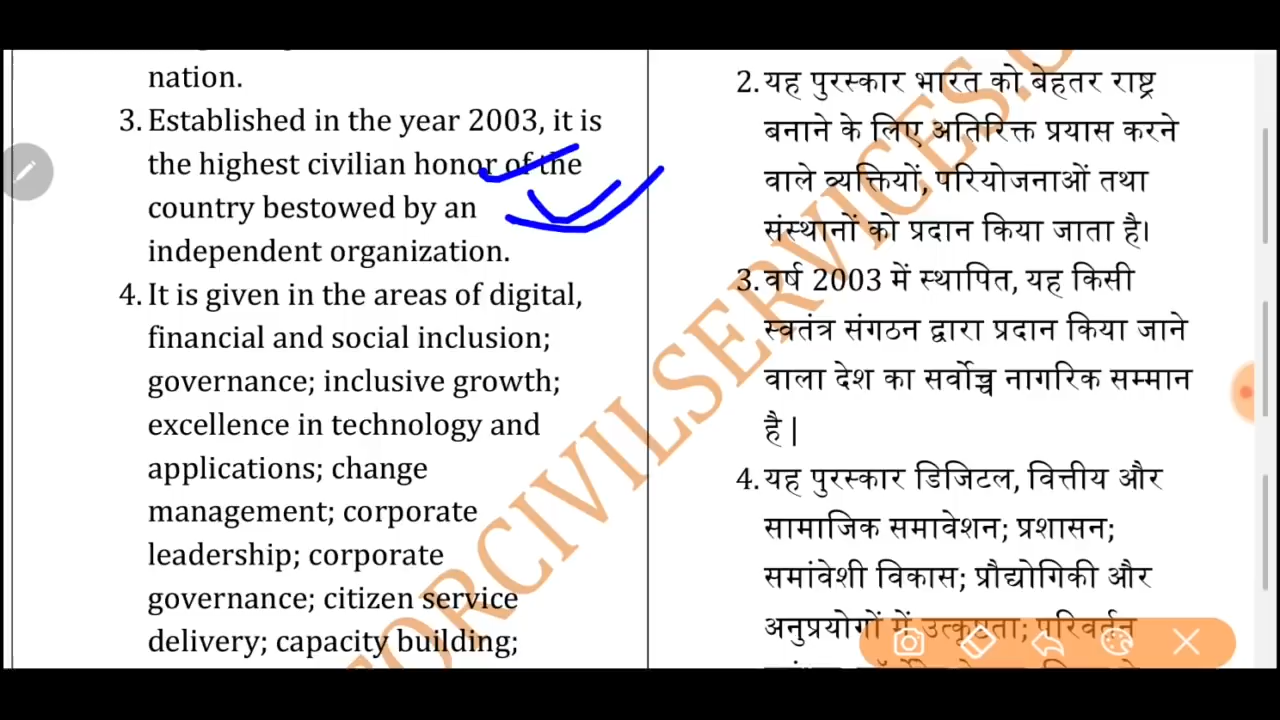 nation.
3. Established in the year 2003, it is
the highest civilian honor of the
country bestowed by an
independent organization.
4. It is given in the areas of digital,
financial and social inclusion;
governance; inclusive growth;
excellence in technology and
applications; change
management; corporate
leadership; corporate
governance; citizen service
delivery; capacity building;
2. यह पुरस्कार भारत को बेहतर राष्ट्र
बनाने के लिए अतिरिक्त प्रयास करने
वाले व्यक्तियों, परियोजनाओं तथा
संस्थानों को प्रदान किया जाता है।
3. वर्ष 2003 में स्थापित, यह किसी
स्वतंत्र संगठन द्वारा प्रदान किया जाने
वाला देश का सर्वोच्च नागरिक सम्मान
है |
4. यह पुरस्कार डिजिटल, वित्तीय और
सामाजिक समावेशन; प्रशासन;
समांवेशी विकास; प्रौद्योगिकी और
अनुप्रयोगों में उत्कृष्टता; परिवर्तन
FORCIVILSERVICES.C